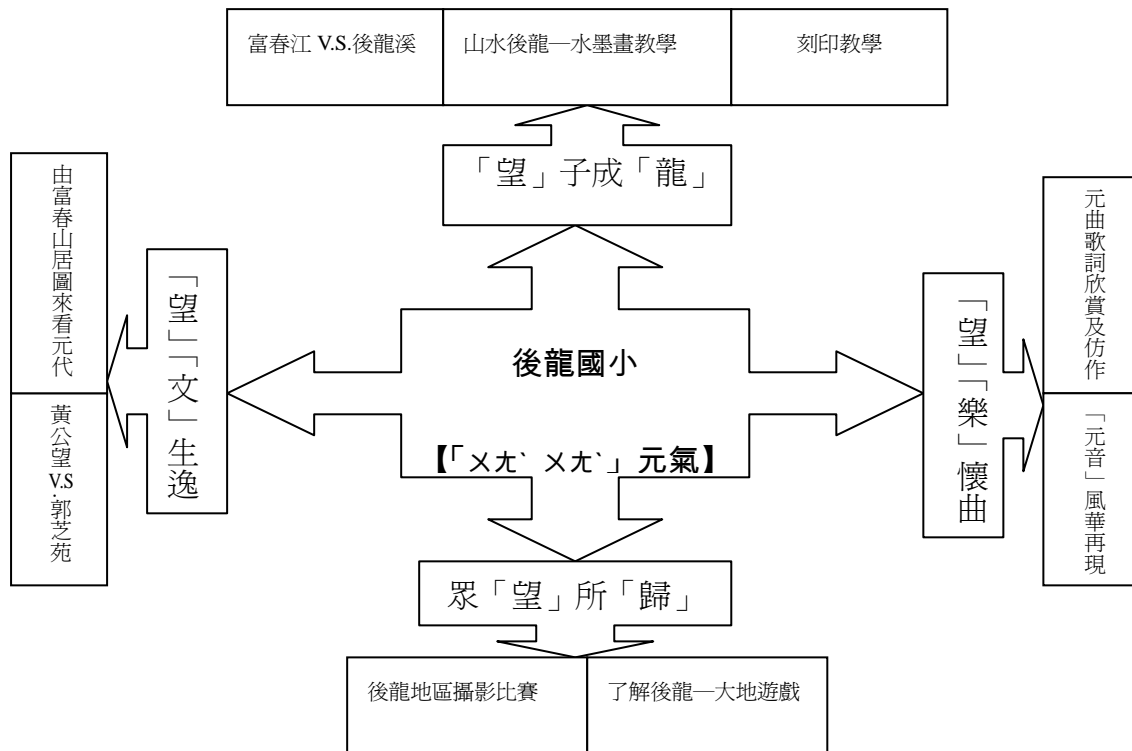 富春江 V.S.後龍溪
山水後龍─水墨畫教學
刻印教學
「望」子成「龍」
由富春山居圖來看元代
黃公望 V.S.郭芝苑
「望」「文」生逸
後龍國小
【「ㄨㄤˋ ㄨㄤˋ」元氣】
「望」「樂」懷曲
元曲歌詞欣賞及仿作
「元音」風華再現
眾「望」所「歸」
後龍地區攝影比賽
了解後龍─大地遊戲